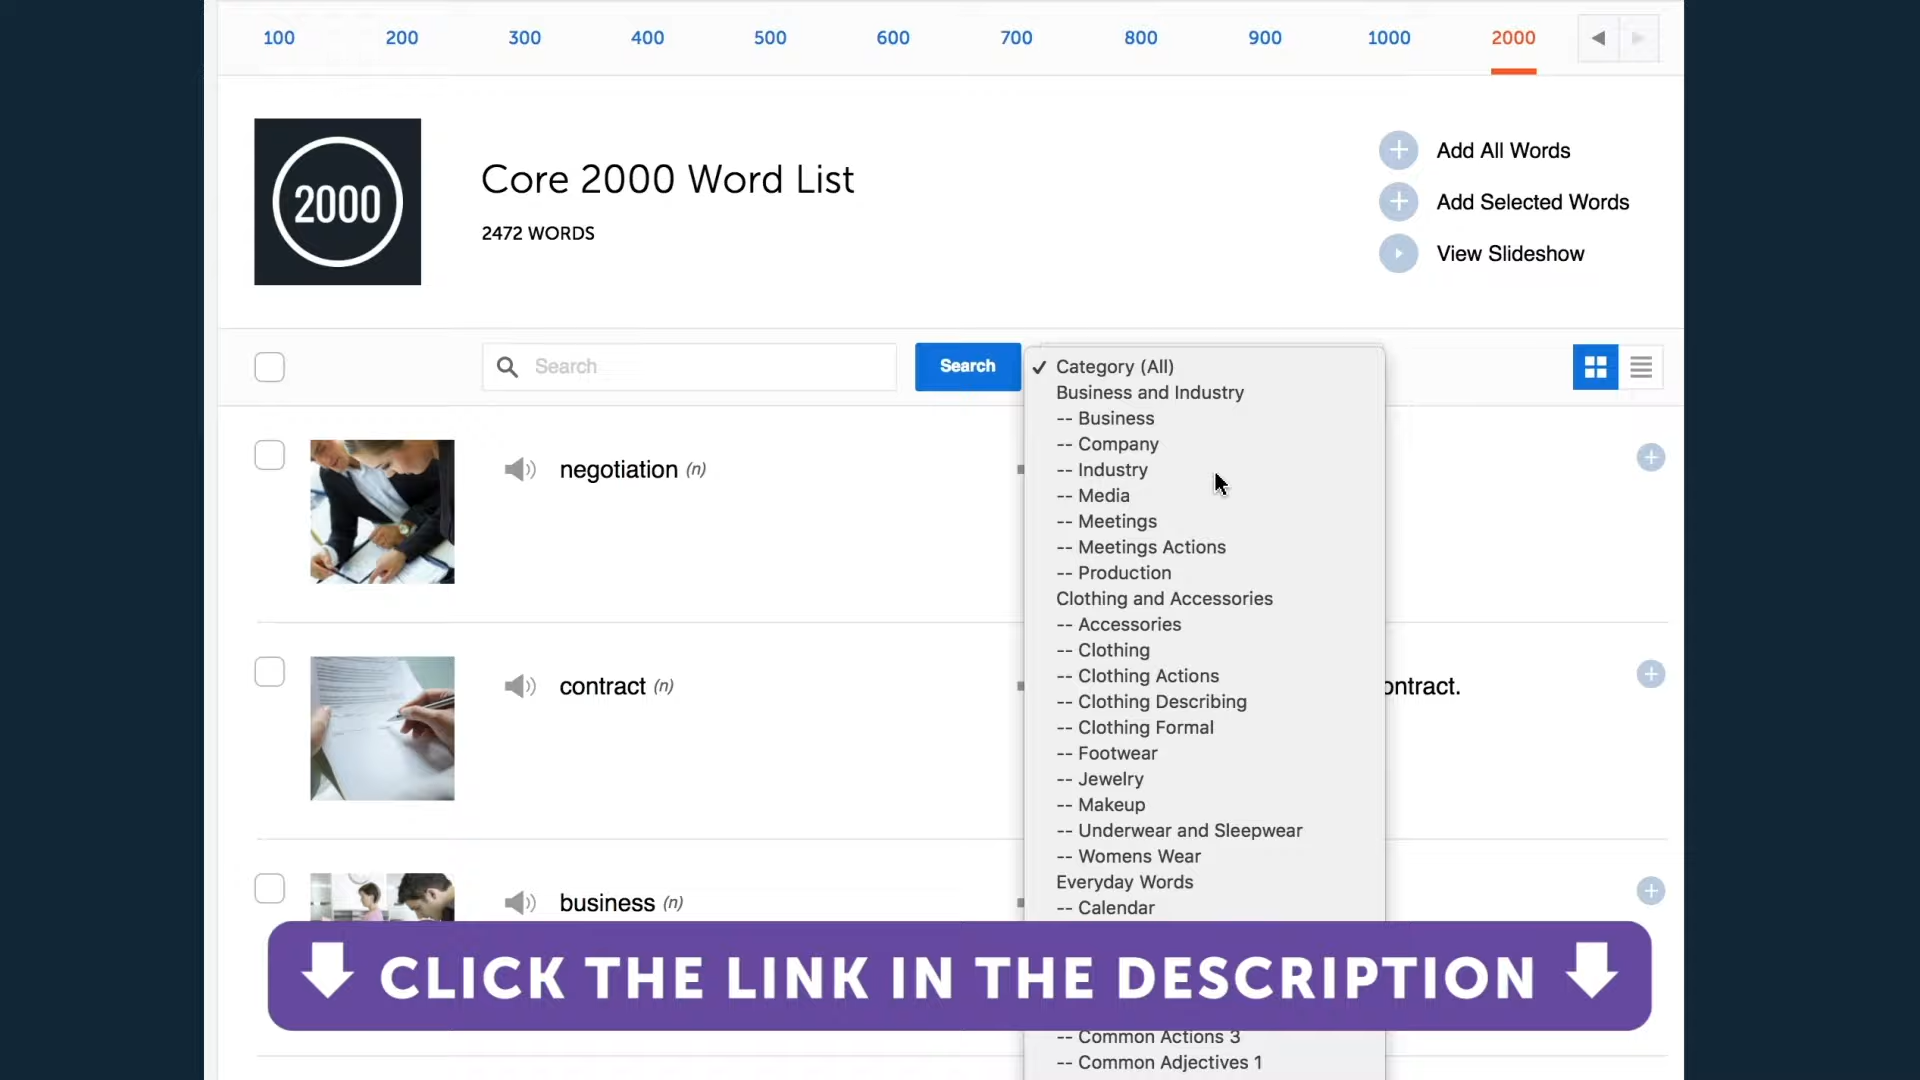 100 200 300 400 500 600 700 800 900 1000 2000
2000
Core 2000 Word List
2472 WORDS
Add All Words
Add Selected Words
View Slideshow
Search
Search
✓ Category (All)
Business and Industry
-- Business
-- Company
-- Industry
-- Media
-- Meetings
-- Meetings Actions
-- Production
Clothing and Accessories
-- Accessories
-- Clothing
-- Clothing Actions
-- Clothing Describing
-- Clothing Formal
-- Footwear
-- Jewelry
-- Makeup
-- Underwear and Sleepwear
-- Womens Wear
Everyday Words
-- Calendar
-- Common Actions 3
-- Common Adjectives 1
negotiation (n)
contract (n)
ontract.
business (n)
CLICK THE LINK IN THE DESCRIPTION